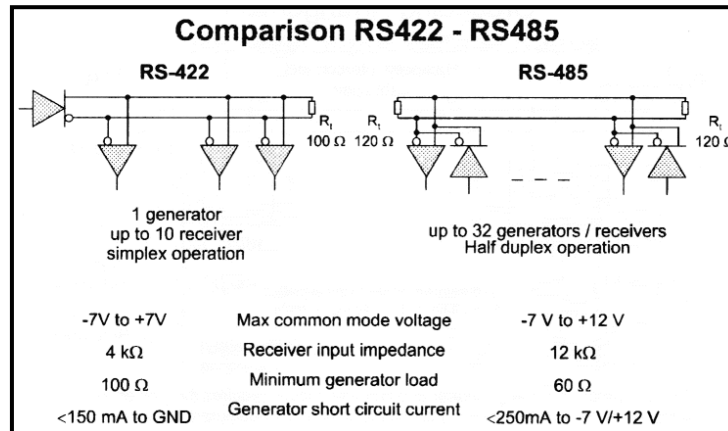 Comparison RS422 - RS485
RS-422
RS-485
Rt
100 Ω
Rt
120 Ω
Rt
120 Ω
1 generator
up to 10 receiver
simplex operation
up to 32 generators / receivers
Half duplex operation
-7V to +7V Max common mode voltage -7 V to +12 V
4 kΩ Receiver input impedance 12 kΩ
100 Ω Minimum generator load 60 Ω
<150 mA to GND Generator short circuit current <250mA to -7 V/+12 V